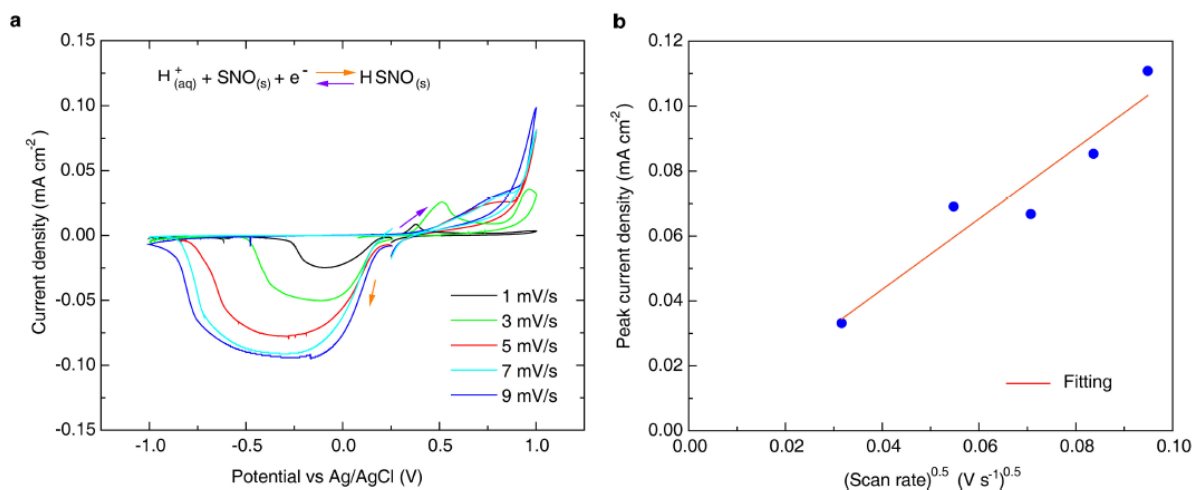 a
0.15
0.10
0.05
0.00
-0.05
-0.10
-0.15
-1.0
-0.5
0.0
0.5
1.0
Current density (mA cm⁻²)
Potential vs Ag/AgCl (V)
H⁺(aq) + SNO(s) + e⁻ HSNO(s)
1 mV/s
3 mV/s
5 mV/s
7 mV/s
9 mV/s
b
0.12
0.10
0.08
0.06
0.04
0.02
0.00
0.00
0.02
0.04
0.06
0.08
0.10
Peak current density (mA cm⁻²)
(Scan rate)⁰·⁵ (V s⁻¹)⁰·⁵
Fitting